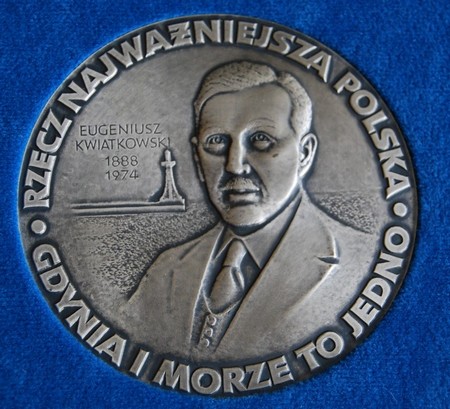 RZECZ NAJWAŻNIEJSZA POLSKA
EUGENIUSZ
KWIATKOWSKI
1888
1974
GDYNIA I MORZE TO JEDNO